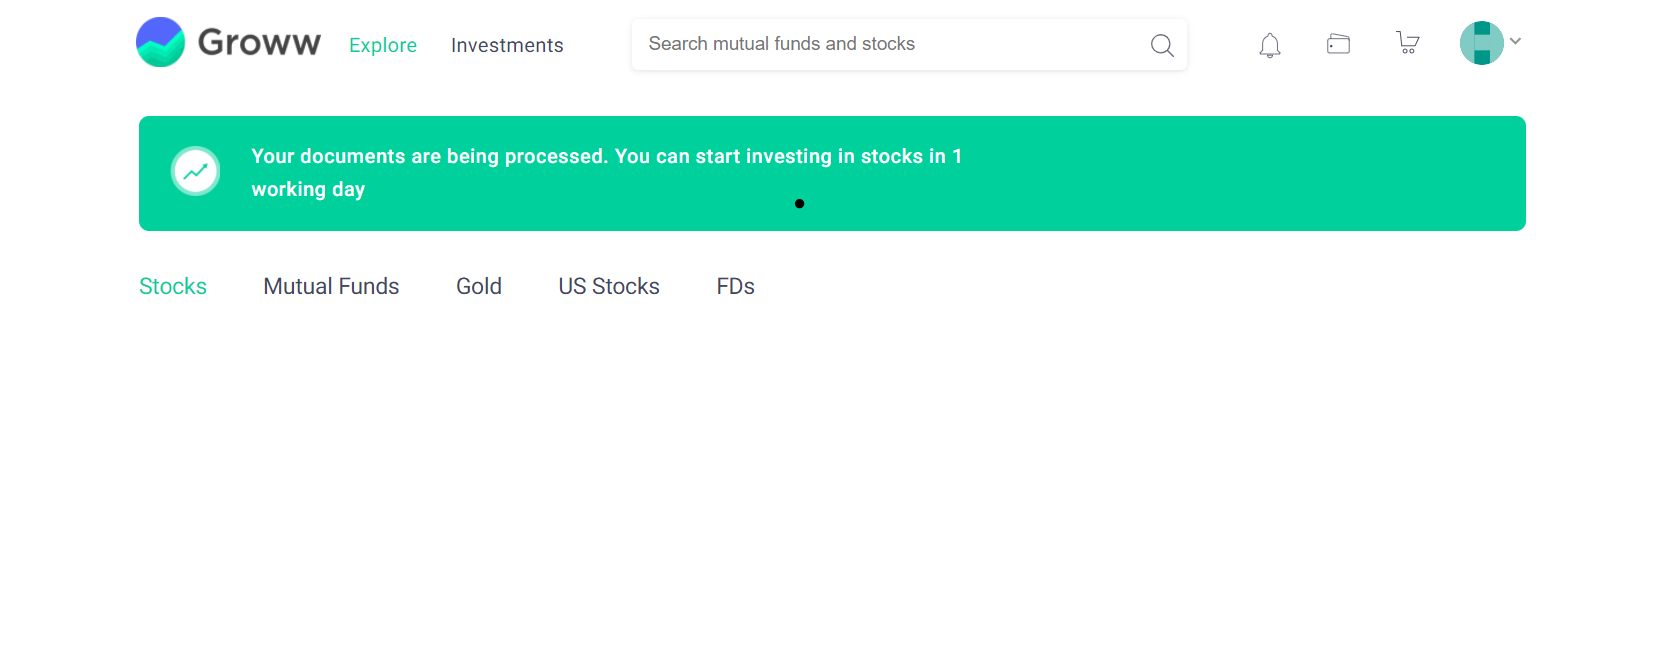 Groww
Explore
Investments
Search mutual funds and stocks
Your documents are being processed. You can start investing in stocks in 1
working day
Stocks
Mutual Funds
Gold
US Stocks
FDs